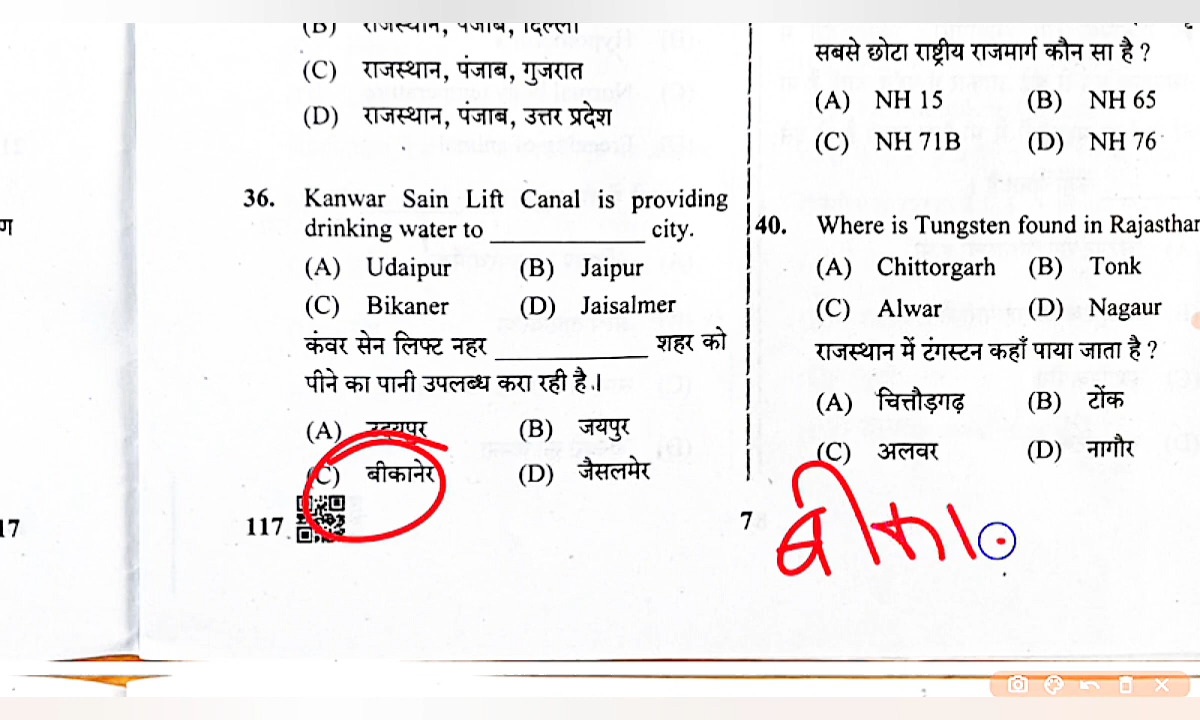 (B) राजस्थान, पंजाब, दिल्ली
(C) राजस्थान, पंजाब, गुजरात
(D) राजस्थान, पंजाब, उत्तर प्रदेश
36. Kanwar Sain Lift Canal is providing
drinking water to ____________ city.
(A) Udaipur (B) Jaipur
(C) Bikaner (D) Jaisalmer
कंवर सेन लिफ्ट नहर ____________ शहर को
पीने का पानी उपलब्ध करा रही है ।
(A) उदयपुर (B) जयपुर
(C) बीकानेर (D) जैसलमेर
17
117
सबसे छोटा राष्ट्रीय राजमार्ग कौन सा है ?
(A) NH 15 (B) NH 65
(C) NH 71B (D) NH 76
40. Where is Tungsten found in Rajasthan
(A) Chittorgarh (B) Tonk
(C) Alwar (D) Nagaur
राजस्थान में टंगस्टन कहाँ पाया जाता है ?
(A) चित्तौड़गढ़ (B) टोंक
(C) अलवर (D) नागौर
7
बीका